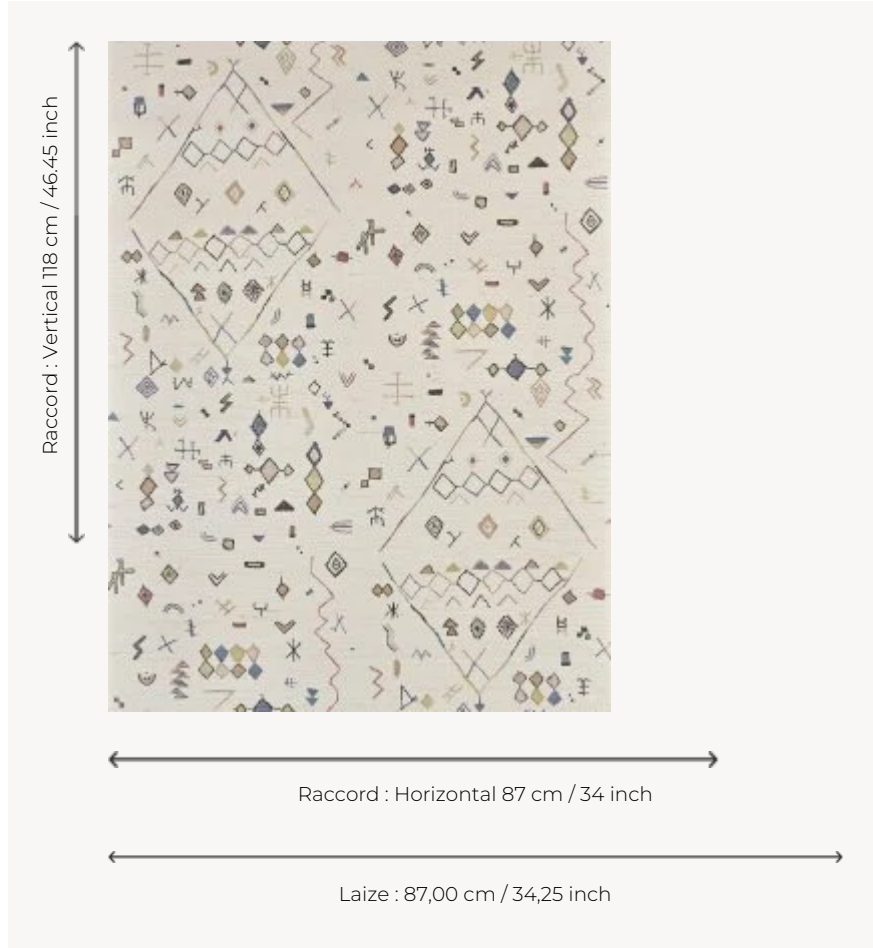 Raccord : Vertical 118 cm / 46.45 inch
Raccord : Horizontal 87 cm / 34 inch
Laize : 87,00 cm / 34,25 inch